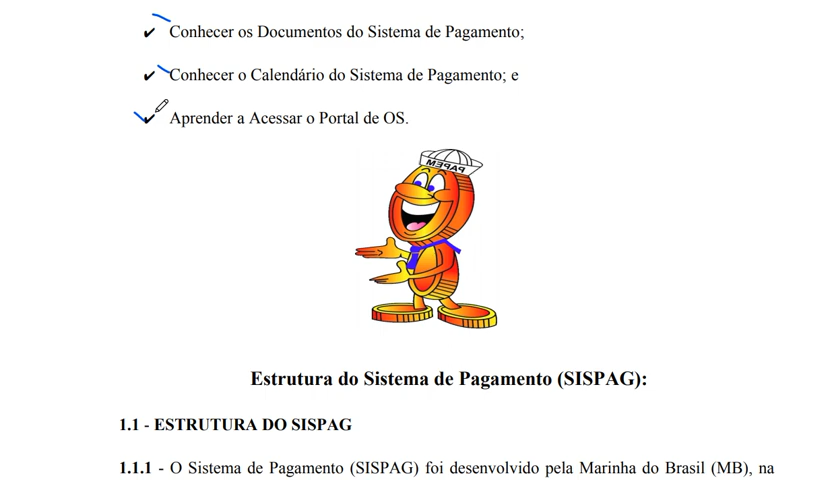 Conhecer os Documentos do Sistema de Pagamento;
Conhecer o Calendário do Sistema de Pagamento; e
Aprender a Acessar o Portal de OS.
PAPEM
Estrutura do Sistema de Pagamento (SISPAG):
1.1 - ESTRUTURA DO SISPAG
1.1.1 - O Sistema de Pagamento (SISPAG) foi desenvolvido pela Marinha do Brasil (MB), na